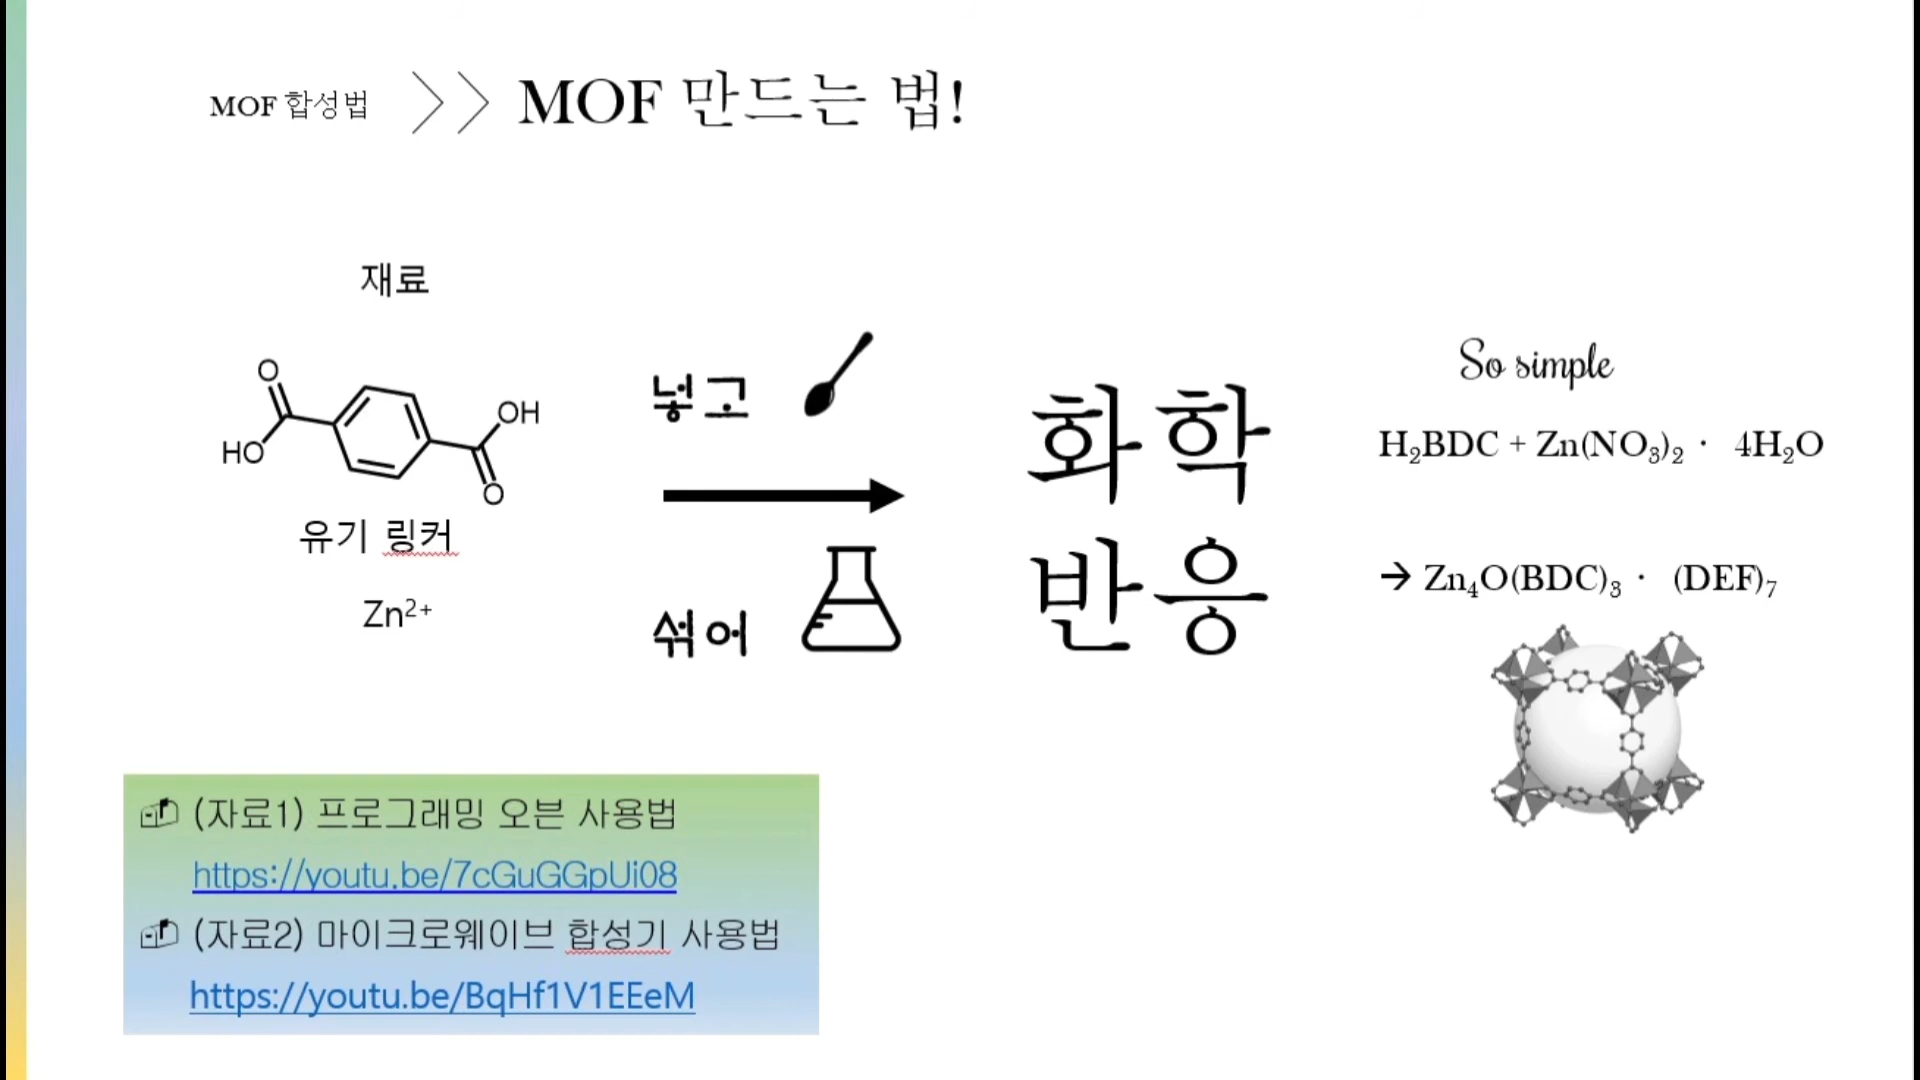 MOF 합성법
MOF 만드는 법!
재료
O
OH
HO
O
유기 링커
Zn²⁺
넣고
섞어
화학
반응
So simple
H₂BDC + Zn(NO₃)₂ · 4H₂O
→ Zn₄O(BDC)₃ · (DEF)₇
(자료1) 프로그래밍 오븐 사용법
https://youtu.be/7cGuGGpUi08
(자료2) 마이크로웨이브 합성기 사용법
https://youtu.be/BqHf1V1EEeM